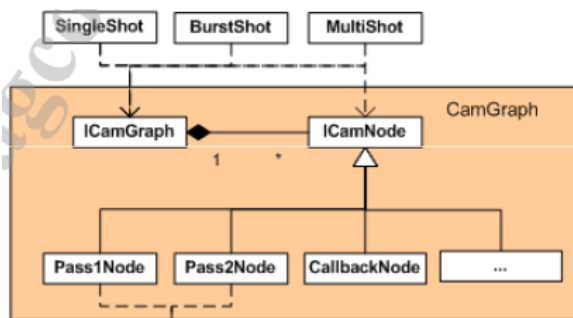 SingleShot BurstShot MultiShot
CamGraph
ICamGraph ICamNode
1 *
Pass1Node Pass2Node CallbackNode ...